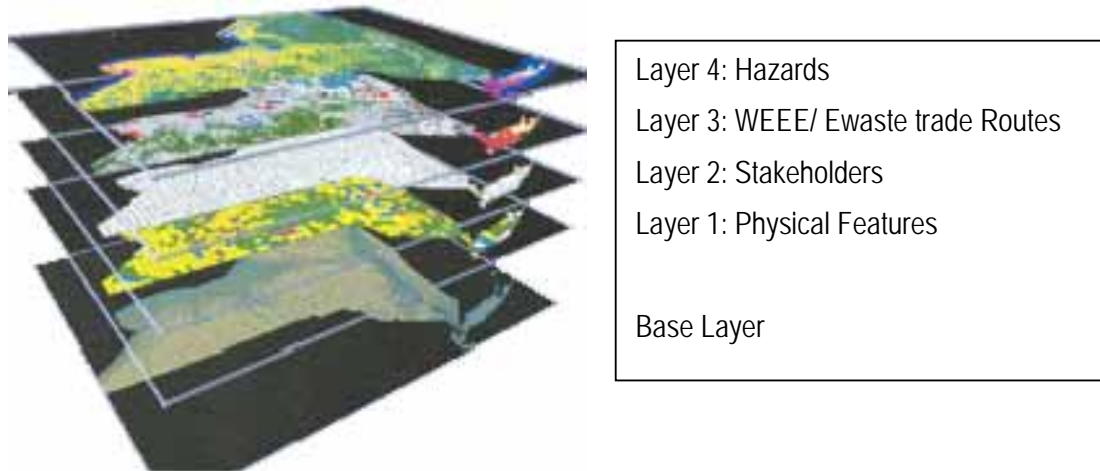 Layer 4: Hazards
Layer 3: WEEE/ Ewaste trade Routes
Layer 2: Stakeholders
Layer 1: Physical Features
Base Layer